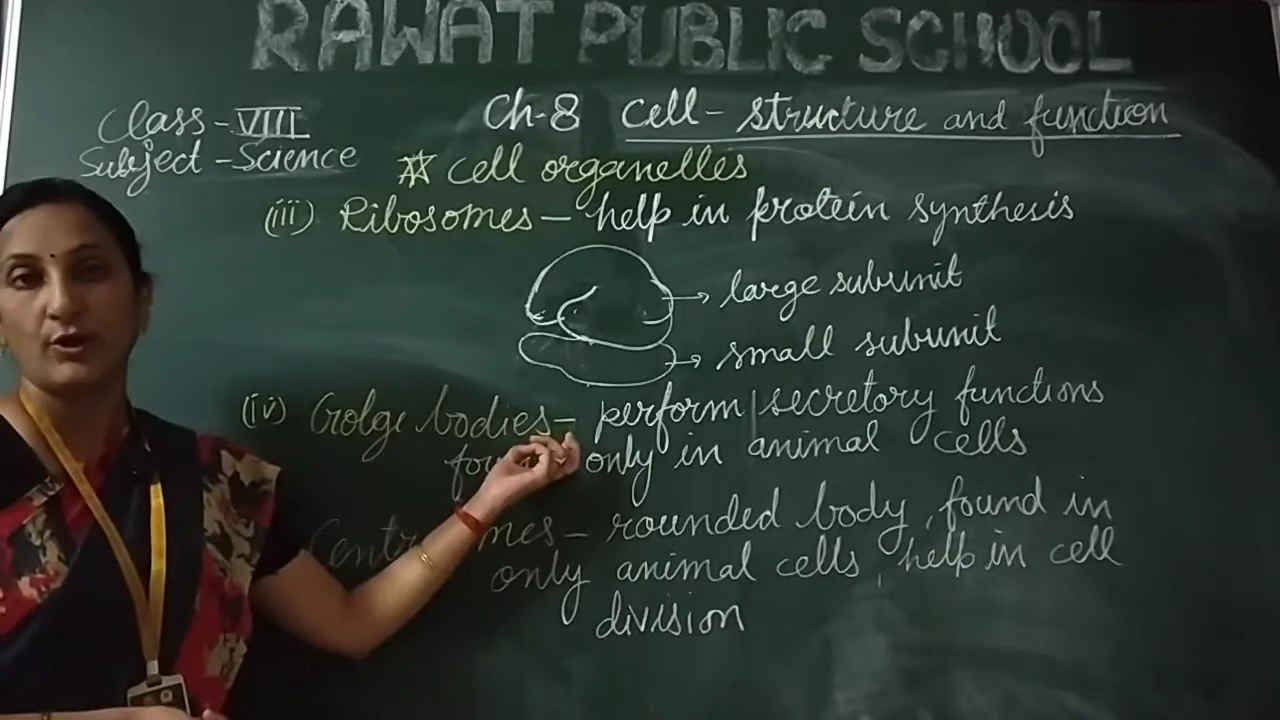 RAWAT PUBLIC SCHOOL
Class - VIII
Subject - Science
Ch-8 Cell - structure and function
☆ Cell organelles
(iii) Ribosomes - help in protein synthesis
→ large subunit
→ small subunit
(iv) Golge bodies - perform secretory functions
only in animal cells
- rounded body, found in
only animal cells, help in cell
division